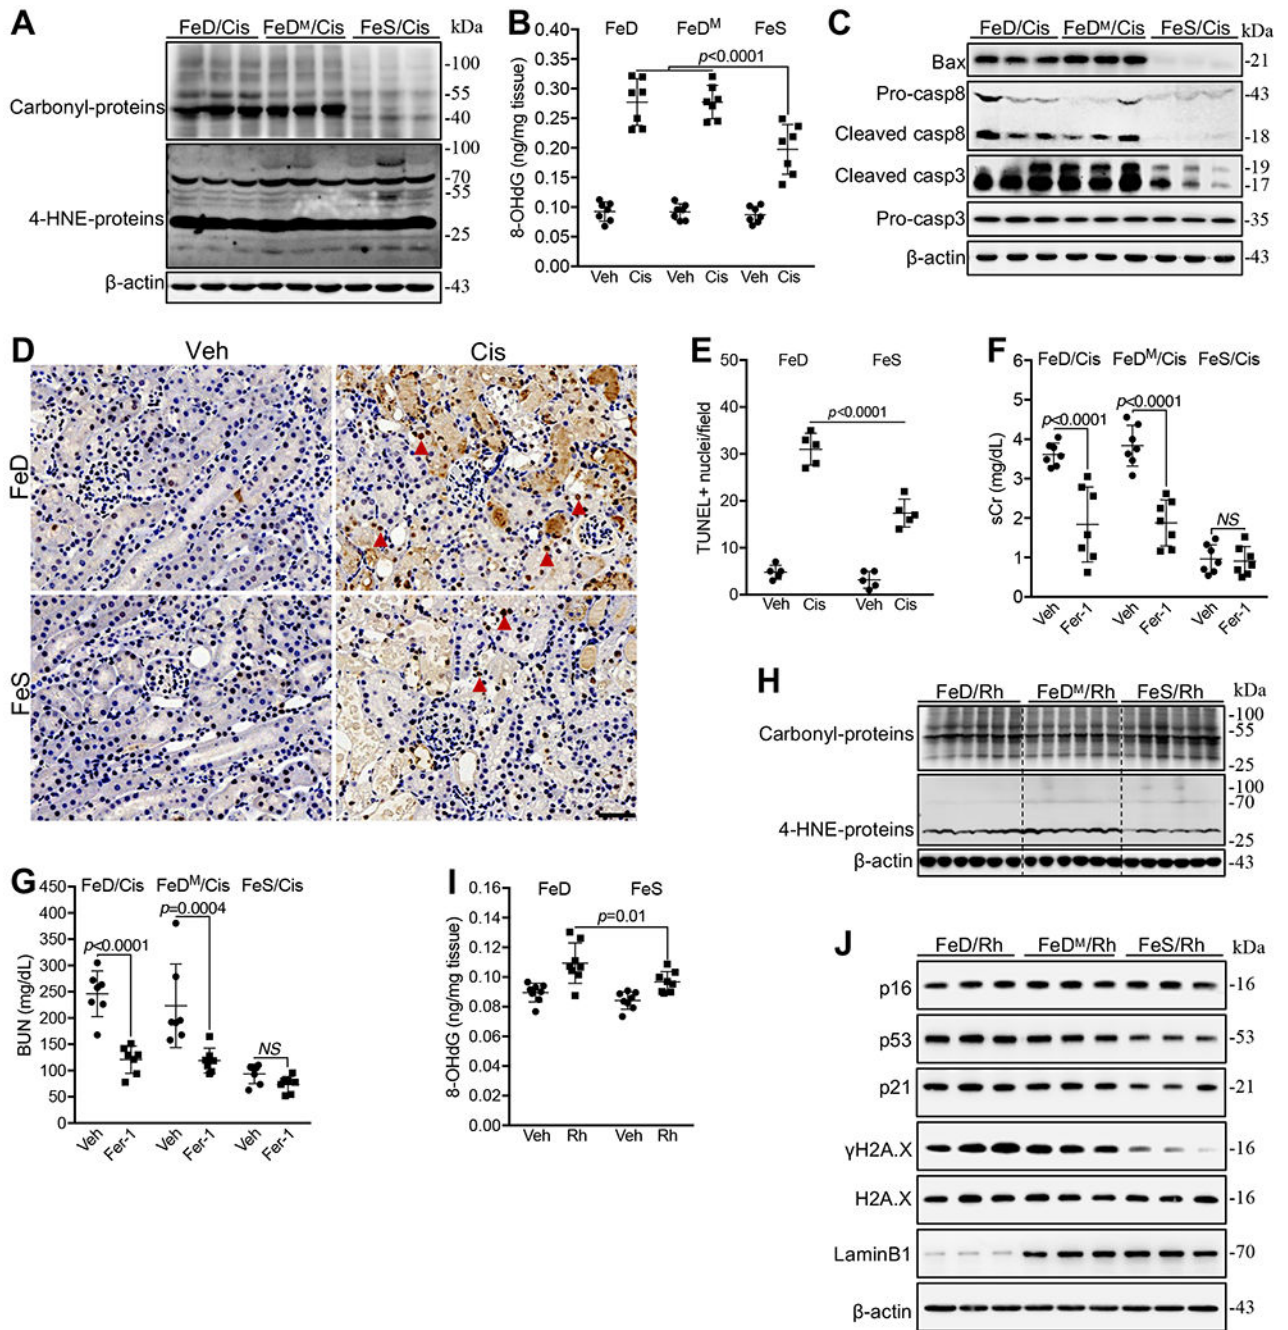 A
FeD/Cis FeDᴹ/Cis FeS/Cis kDa
Carbonyl-proteins
-100
-55
-40
4-HNE-proteins
-100
-70
-55
-25
β-actin
-43
B
FeD FeDᴹ FeS
p<0.0001
8-OHdG (ng/mg tissue)
0.40
0.35
0.30
0.25
0.20
0.15
0.10
0.05
0.00
Veh Cis Veh Cis Veh Cis
C
FeD/Cis FeDᴹ/Cis FeS/Cis kDa
Bax -21
Pro-casp8 -43
Cleaved casp8 -18
Cleaved casp3 -19
-17
Pro-casp3 -35
β-actin -43
D
Veh Cis
FeD
FeS
E
FeD FeS
p<0.0001
TUNEL+ nuclei/field
50
40
30
20
10
0
Veh Cis Veh Cis
F
FeD/Cis FeDᴹ/Cis FeS/Cis
p<0.0001 p<0.0001 NS
sCr (mg/dL)
6
5
4
3
2
1
0
Veh Fer-1 Veh Fer-1 Veh Fer-1
G
FeD/Cis FeDᴹ/Cis FeS/Cis
p<0.0001 p=0.0004 NS
BUN (mg/dL)
450
400
350
300
250
200
150
100
50
0
Veh Fer-1 Veh Fer-1 Veh Fer-1
H
FeD/Rh FeDᴹ/Rh FeS/Rh kDa
Carbonyl-proteins
-100
-55
-25
4-HNE-proteins
-100
-70
-25
β-actin -43
I
FeD FeS
p=0.01
8-OHdG (ng/mg tissue)
0.16
0.14
0.12
0.10
0.08
0.06
0.04
0.02
0.00
Veh Rh Veh Rh
J
FeD/Rh FeDᴹ/Rh FeS/Rh kDa
p16 -16
p53 -53
p21 -21
γH2A.X -16
H2A.X -16
LaminB1 -70
β-actin -43